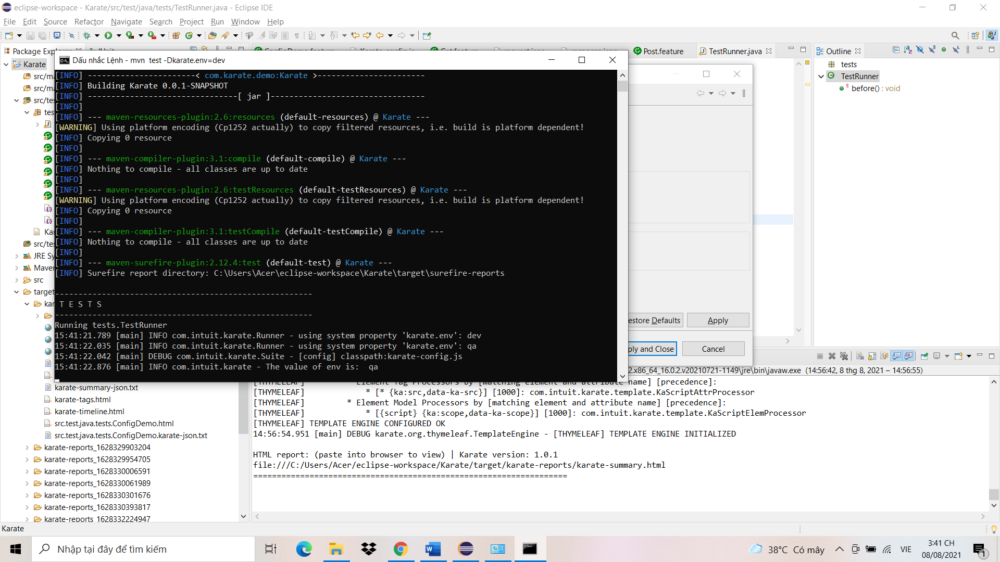 eclipse-workspace - Karate/src/test/java/tests/TestRunner.java - Eclipse IDE
File Edit Source Refactor Navigate Search Project Run Window Help
Package Explorer
Post.feature
TestRunner.java
Outline
Karate
src/ma
src/ma
src/tes
tes
Kar
src/tes
JRE Sy
Maven
src
target
kar
karate-summary-json.txt
karate-tags.html
karate-timeline.html
src.test.java.tests.ConfigDemo.html
src.test.java.tests.ConfigDemo.karate-json.txt
karate-reports_1628329903204
karate-reports_1628329954705
karate-reports_1628330006591
karate-reports_1628330061989
karate-reports_1628330301676
karate-reports_1628330393817
karate-reports_1628332224947
Dấu nhắc Lệnh - mvn  test -Dkarate.env=dev
[INFO] -----------------------< com.karate.demo:Karate >-----------------------
[INFO] Building Karate 0.0.1-SNAPSHOT
[INFO] --------------------------------[ jar ]---------------------------------
[INFO]
[INFO] --- maven-resources-plugin:2.6:resources (default-resources) @ Karate ---
[WARNING] Using platform encoding (Cp1252 actually) to copy filtered resources, i.e. build is platform dependent!
[INFO] Copying 0 resource
[INFO]
[INFO] --- maven-compiler-plugin:3.1:compile (default-compile) @ Karate ---
[INFO] Nothing to compile - all classes are up to date
[INFO]
[INFO] --- maven-resources-plugin:2.6:testResources (default-testResources) @ Karate ---
[WARNING] Using platform encoding (Cp1252 actually) to copy filtered resources, i.e. build is platform dependent!
[INFO] Copying 0 resource
[INFO]
[INFO] --- maven-compiler-plugin:3.1:testCompile (default-testCompile) @ Karate ---
[INFO] Nothing to compile - all classes are up to date
[INFO]
[INFO] --- maven-surefire-plugin:2.12.4:test (default-test) @ Karate ---
[INFO] Surefire report directory: C:\Users\Acer\eclipse-workspace\Karate\target\surefire-reports
-------------------------------------------------------
T E S T S
-------------------------------------------------------
Running tests.TestRunner
15:41:21.789 [main] INFO com.intuit.karate.Runner - using system property 'karate.env': dev
15:41:22.035 [main] INFO com.intuit.karate.Runner - using system property 'karate.env': qa
15:41:22.042 [main] DEBUG com.intuit.karate.Suite - [config] classpath:karate-config.js
15:41:22.876 [main] INFO com.intuit.karate - The value of env is:  qa
estore Defaults
Apply
ply and Close
Cancel
tests
TestRunner
before() : void
2.x86_64_16.0.2.v20210721-1149\jre\bin\javaw.exe (14:56:42, 8 thg 8, 2021 – 14:56:55)
[THYMELEAF] * Element Tag Processors by [matching element and attribute name] [precedence]:
[THYMELEAF] * [* {ka:src,data-ka-src}] [1000]: com.intuit.karate.template.KaScriptAttrProcessor
[THYMELEAF] * Element Model Processors by [matching element and attribute name] [precedence]:
[THYMELEAF] * [{script} {ka:scope,data-ka-scope}] [1000]: com.intuit.karate.template.KaScriptElemProcessor
[THYMELEAF] TEMPLATE ENGINE CONFIGURED OK
14:56:54.951 [main] DEBUG karate.org.thymeleaf.TemplateEngine - [THYMELEAF] TEMPLATE ENGINE INITIALIZED
HTML report: (paste into browser to view) | Karate version: 1.0.1
file:///C:/Users/Acer/eclipse-workspace/Karate/target/karate-reports/karate-summary.html
===================================================================
Karate
Nhập tại đây để tìm kiếm
38°C Có mây
VIE
3:41 CH
08/08/2021
1